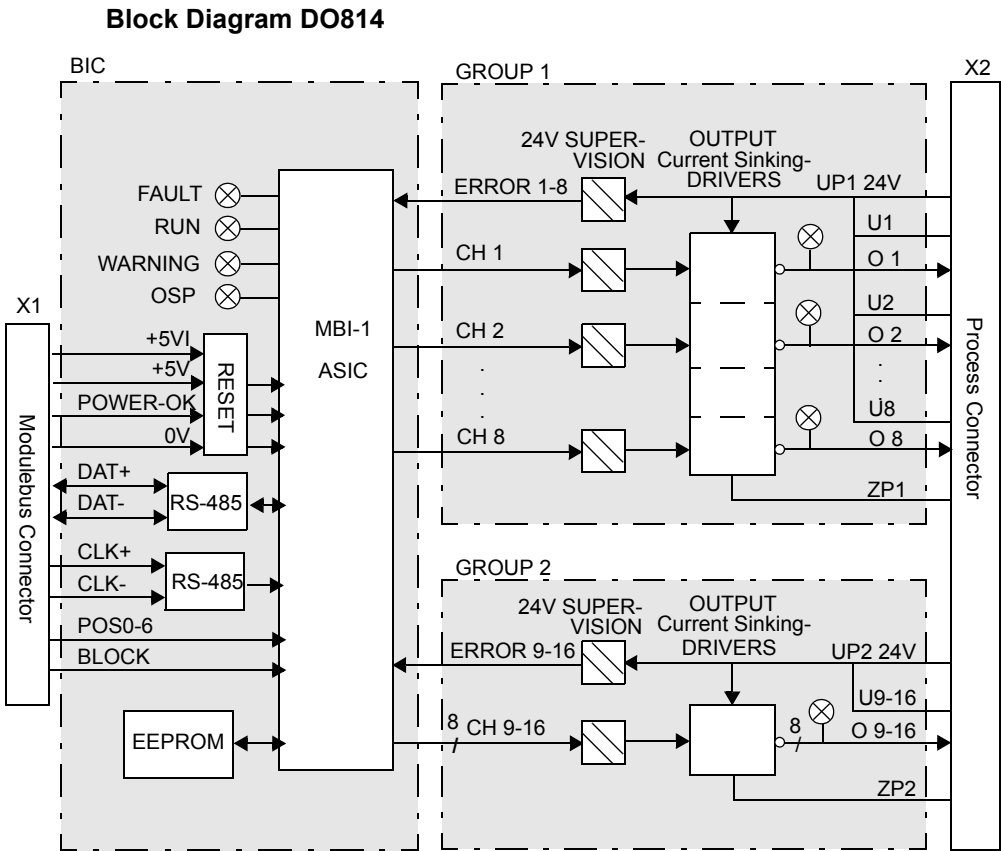 Block Diagram DO814
BIC
GROUP 1
X2
24V SUPER-
VISION
OUTPUT
Current Sinking-
DRIVERS
FAULT
RUN
WARNING
OSP
ERROR 1-8
UP1 24V
U1
CH 1
O 1
U2
CH 2
O 2
.
.
.
.
.
.
U8
CH 8
O 8
ZP1
MBI-1
ASIC
X1
+5VI
+5V
POWER-OK
0V
RESET
DAT+
DAT-
RS-485
CLK+
CLK-
RS-485
POS0-6
BLOCK
EEPROM
Modulebus Connector
Process Connector
GROUP 2
24V SUPER-
VISION
OUTPUT
Current Sinking-
DRIVERS
ERROR 9-16
UP2 24V
U9-16
8
CH 9-16
8
O 9-16
ZP2